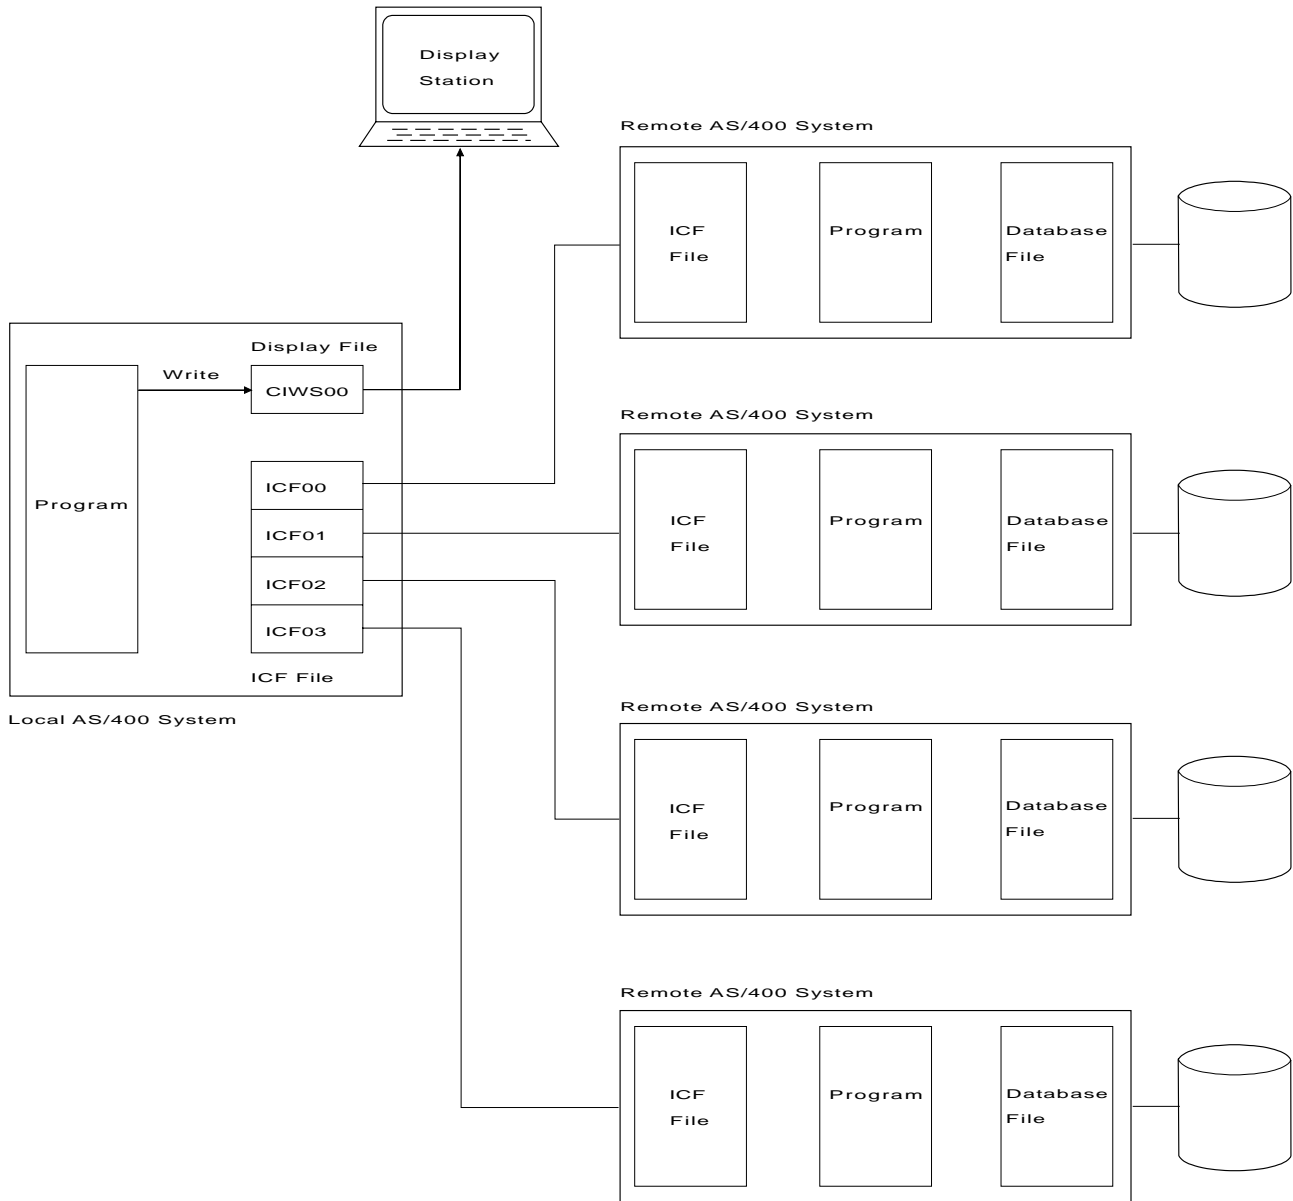 Display
Station
Remote AS/400 System
ICF
File
Program
Database
File
Display File
Write
CIWS00
Program
ICF00
ICF01
ICF02
ICF03
ICF File
Local AS/400 System
Remote AS/400 System
ICF
File
Program
Database
File
Remote AS/400 System
ICF
File
Program
Database
File
Remote AS/400 System
ICF
File
Program
Database
File